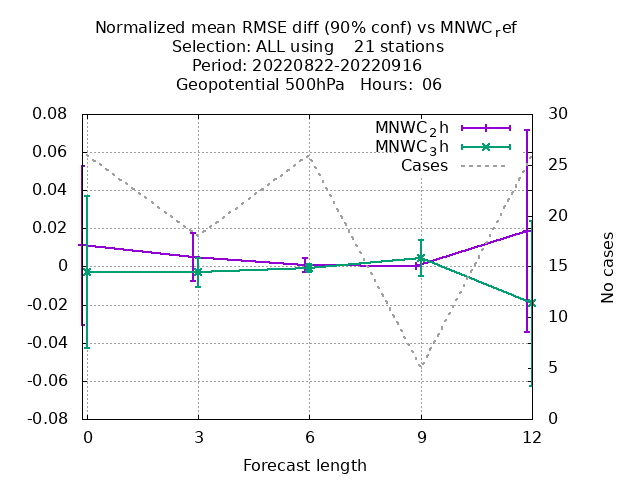 Normalized mean RMSE diff (90% conf) vs MNWC_ref
Selection: ALL using    21 stations
Period: 20220822-20220916
Geopotential 500hPa   Hours:  06
MNWC_2h
MNWC_3h
Cases
0.08
0.06
0.04
0.02
0
-0.02
-0.04
-0.06
-0.08
30
25
20
15
10
5
0
No cases
0 3 6 9 12
Forecast length